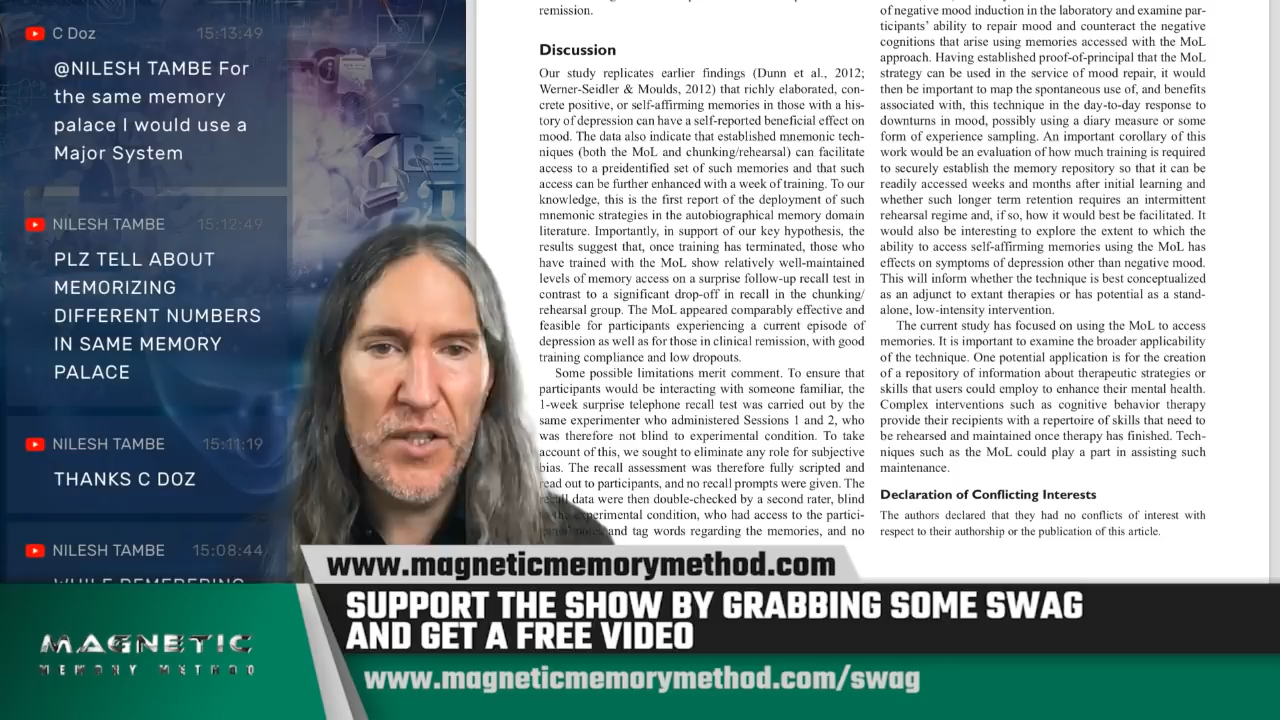 C Doz 15:13:49
@NILESH TAMBE For
the same memory
palace I would use a
Major System
NILESH TAMBE 15:12:49
PLZ TELL ABOUT
MEMORIZING
DIFFERENT NUMBERS
IN SAME MEMORY
PALACE
NILESH TAMBE 15:11:19
THANKS C DOZ
NILESH TAMBE 15:08:44
remission.
Discussion
Our study replicates earlier findings (Dunn et al., 2012;
Werner-Seidler & Moulds, 2012) that richly elaborated, con-
crete positive, or self-affirming memories in those with a his-
tory of depression can have a self-reported beneficial effect on
mood. The data also indicate that established mnemonic tech-
niques (both the MoL and chunking/rehearsal) can facilitate
access to a preidentified set of such memories and that such
access can be further enhanced with a week of training. To our
knowledge, this is the first report of the deployment of such
mnemonic strategies in the autobiographical memory domain
literature. Importantly, in support of our key hypothesis, the
results suggest that, once training has terminated, those who
have trained with the MoL show relatively well-maintained
levels of memory access on a surprise follow-up recall test in
contrast to a significant drop-off in recall in the chunking/
rehearsal group. The MoL appeared comparably effective and
feasible for participants experiencing a current episode of
depression as well as for those in clinical remission, with good
training compliance and low dropouts.
Some possible limitations merit comment. To ensure that
participants would be interacting with someone familiar, the
1-week surprise telephone recall test was carried out by the
same experimenter who administered Sessions 1 and 2, who
was therefore not blind to experimental condition. To take
account of this, we sought to eliminate any role for subjective
bias. The recall assessment was therefore fully scripted and
read out to participants, and no recall prompts were given. The
data were then double-checked by a second rater, blind
experimental condition, who had access to the partici-
and tag words regarding the memories, and no
of negative mood induction in the laboratory and examine par-
ticipants' ability to repair mood and counteract the negative
cognitions that arise using memories accessed with the MoL
approach. Having established proof-of-principal that the MoL
strategy can be used in the service of mood repair, it would
then be important to map the spontaneous use of, and benefits
associated with, this technique in the day-to-day response to
downturns in mood, possibly using a diary measure or some
form of experience sampling. An important corollary of this
work would be an evaluation of how much training is required
to securely establish the memory repository so that it can be
readily accessed weeks and months after initial learning and
whether such longer term retention requires an intermittent
rehearsal regime and, if so, how it would best be facilitated. It
would also be interesting to explore the extent to which the
ability to access self-affirming memories using the MoL has
effects on symptoms of depression other than negative mood.
This will inform whether the technique is best conceptualized
as an adjunct to extant therapies or has potential as a stand-
alone, low-intensity intervention.
The current study has focused on using the MoL to access
memories. It is important to examine the broader applicability
of the technique. One potential application is for the creation
of a repository of information about therapeutic strategies or
skills that users could employ to enhance their mental health.
Complex interventions such as cognitive behavior therapy
provide their recipients with a repertoire of skills that need to
be rehearsed and maintained once therapy has finished. Tech-
niques such as the MoL could play a part in assisting such
maintenance.
Declaration of Conflicting Interests
The authors declared that they had no conflicts of interest with
respect to their authorship or the publication of this article.
www.magneticmemorymethod.com
SUPPORT THE SHOW BY GRABBING SOME SWAG
AND GET A FREE VIDEO
www.magneticmemorymethod.com/swag
MAGNETIC
MEMORY METHOD